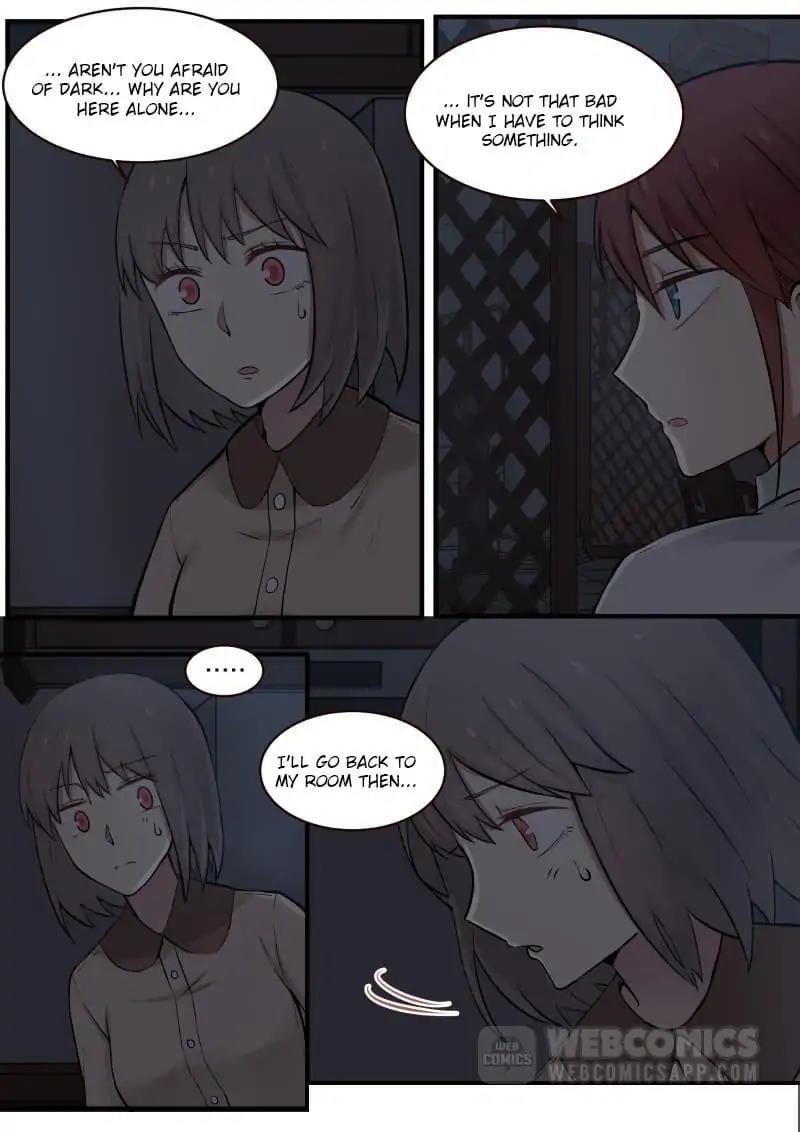 ... AREN'T YOU AFRAID
OF DARK... WHY ARE YOU
HERE ALONE...
... IT'S NOT THAT BAD
WHEN I HAVE TO THINK
SOMETHING.
.....
I'LL GO BACK TO
MY ROOM THEN...
WEB
COMICS
WEBCOMICS
WEBCOMICSAPP.COM